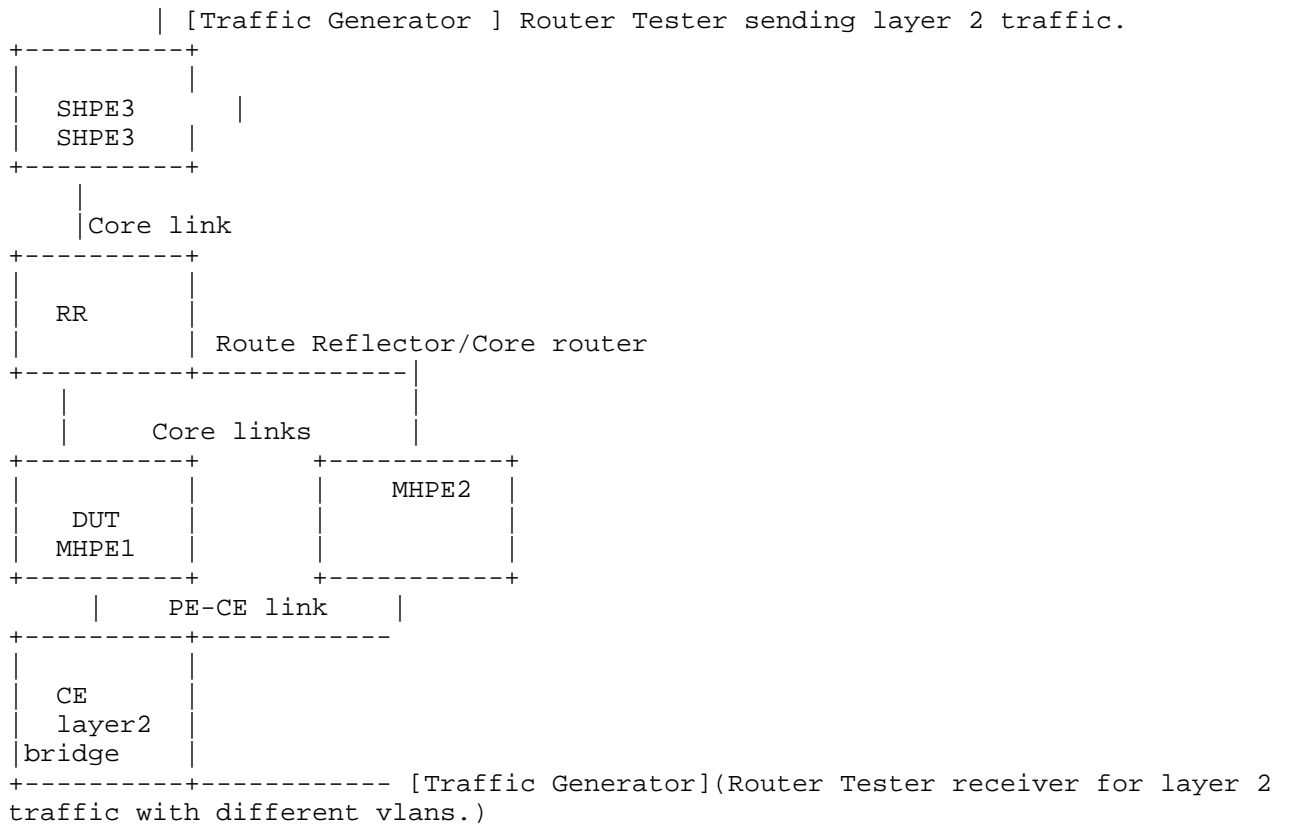 | [Traffic Generator ] Router Tester sending layer 2 traffic.
+----------+
|          |
|   SHPE3      |
|   SHPE3   |
+----------+
|
|Core link
+----------+
|          |
|   RR      |
|          | Route Reflector/Core router
+----------+-------------|
|                        |
|     Core links      |
+----------+       +-----------+
|          |       |    MHPE2  |
|    DUT    |       |           |
|   MHPE1   |       |           |
+----------+       +-----------+
|    PE-CE link    |
+----------+------------
|          |
|   CE      |
|   layer2  |
|bridge    |
+----------+------------ [Traffic Generator](Router Tester receiver for layer 2
traffic with different vlans.)